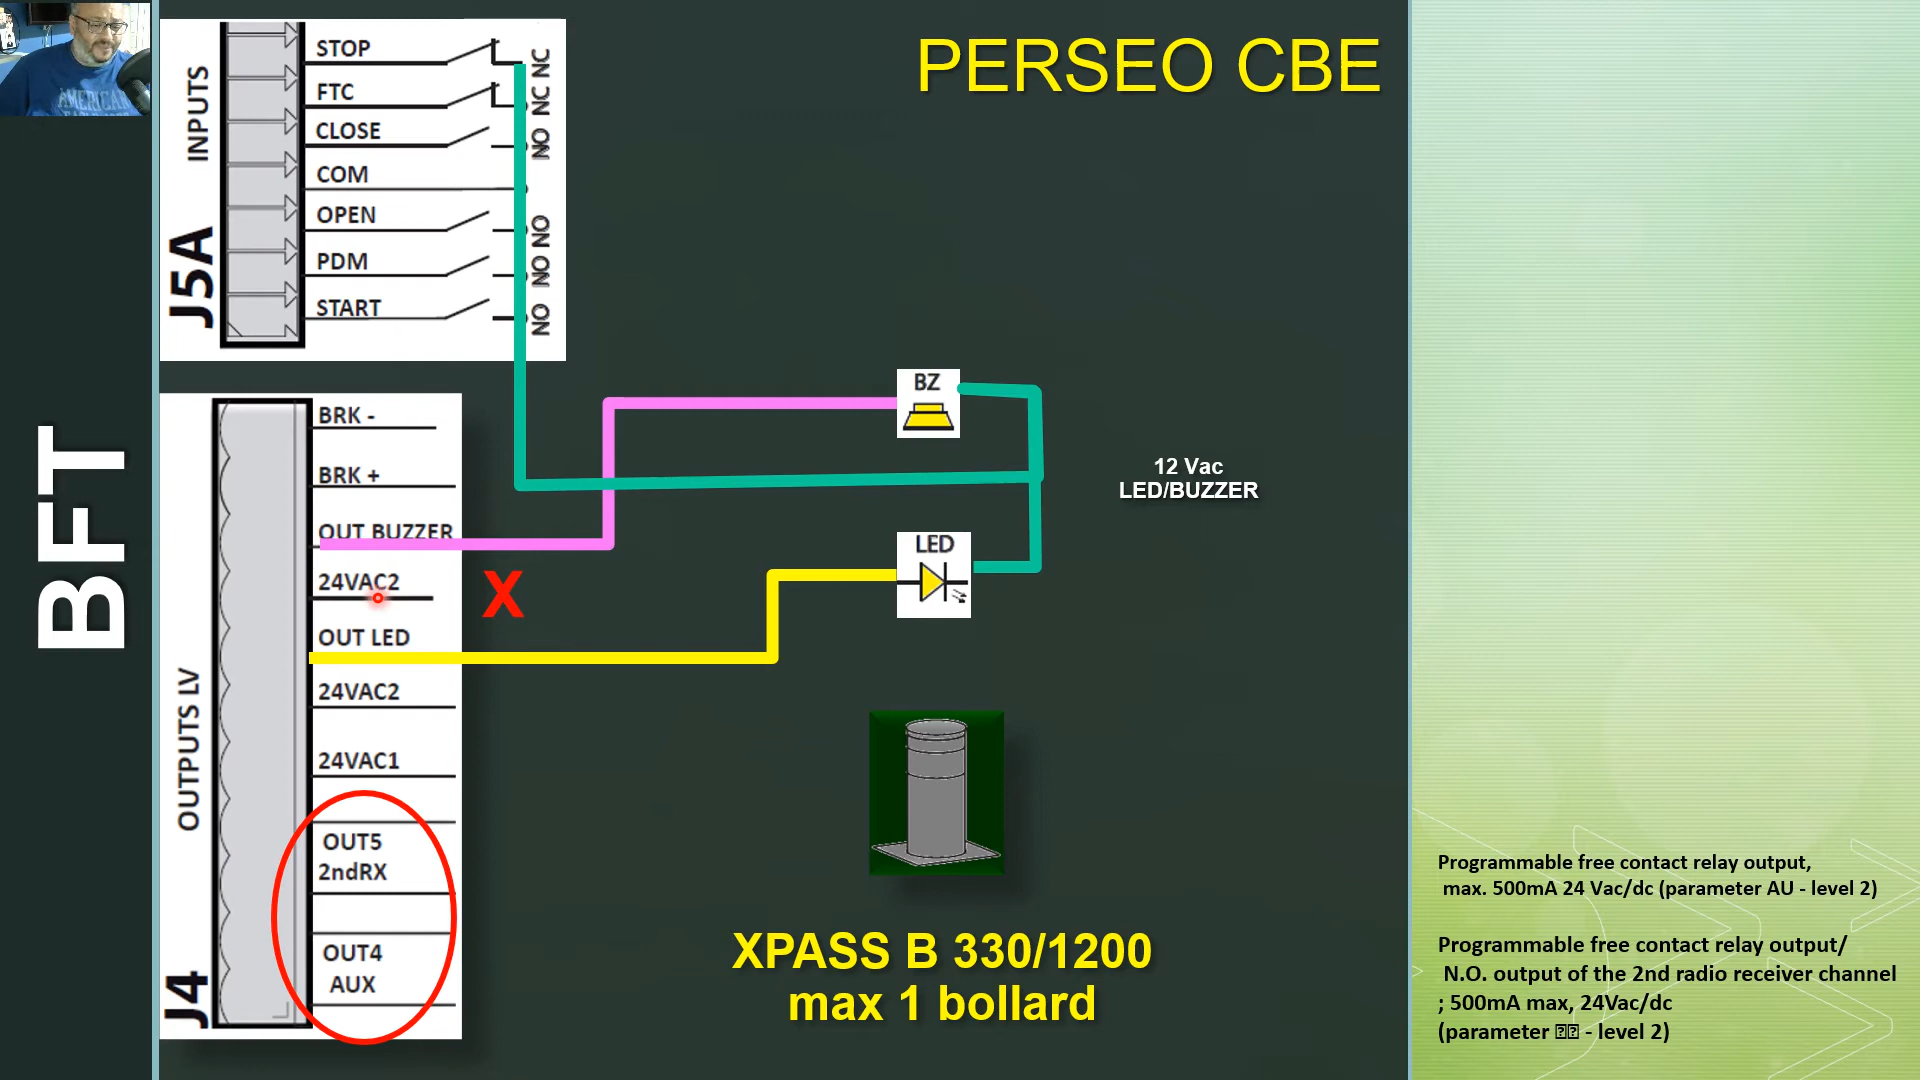 PERSEO CBE
BFT
J5A
INPUTS
STOP
NC
FTC
NC
CLOSE
NO
COM
OPEN
NO
PDM
NO
START
NO
J4
OUTPUTS LV
BRK -
BRK +
OUT BUZZER
24VAC2
X
OUT LED
24VAC2
24VAC1
OUT5
2ndRX
OUT4
AUX
BZ
LED
12 Vac
LED/BUZZER
XPASS B 330/1200
max 1 bollard
AMERICAN
Programmable free contact relay output,
max. 500mA 24 Vac/dc (parameter AU - level 2)
Programmable free contact relay output/
N.O. output of the 2nd radio receiver channel
; 500mA max, 24Vac/dc
(parameter - level 2)